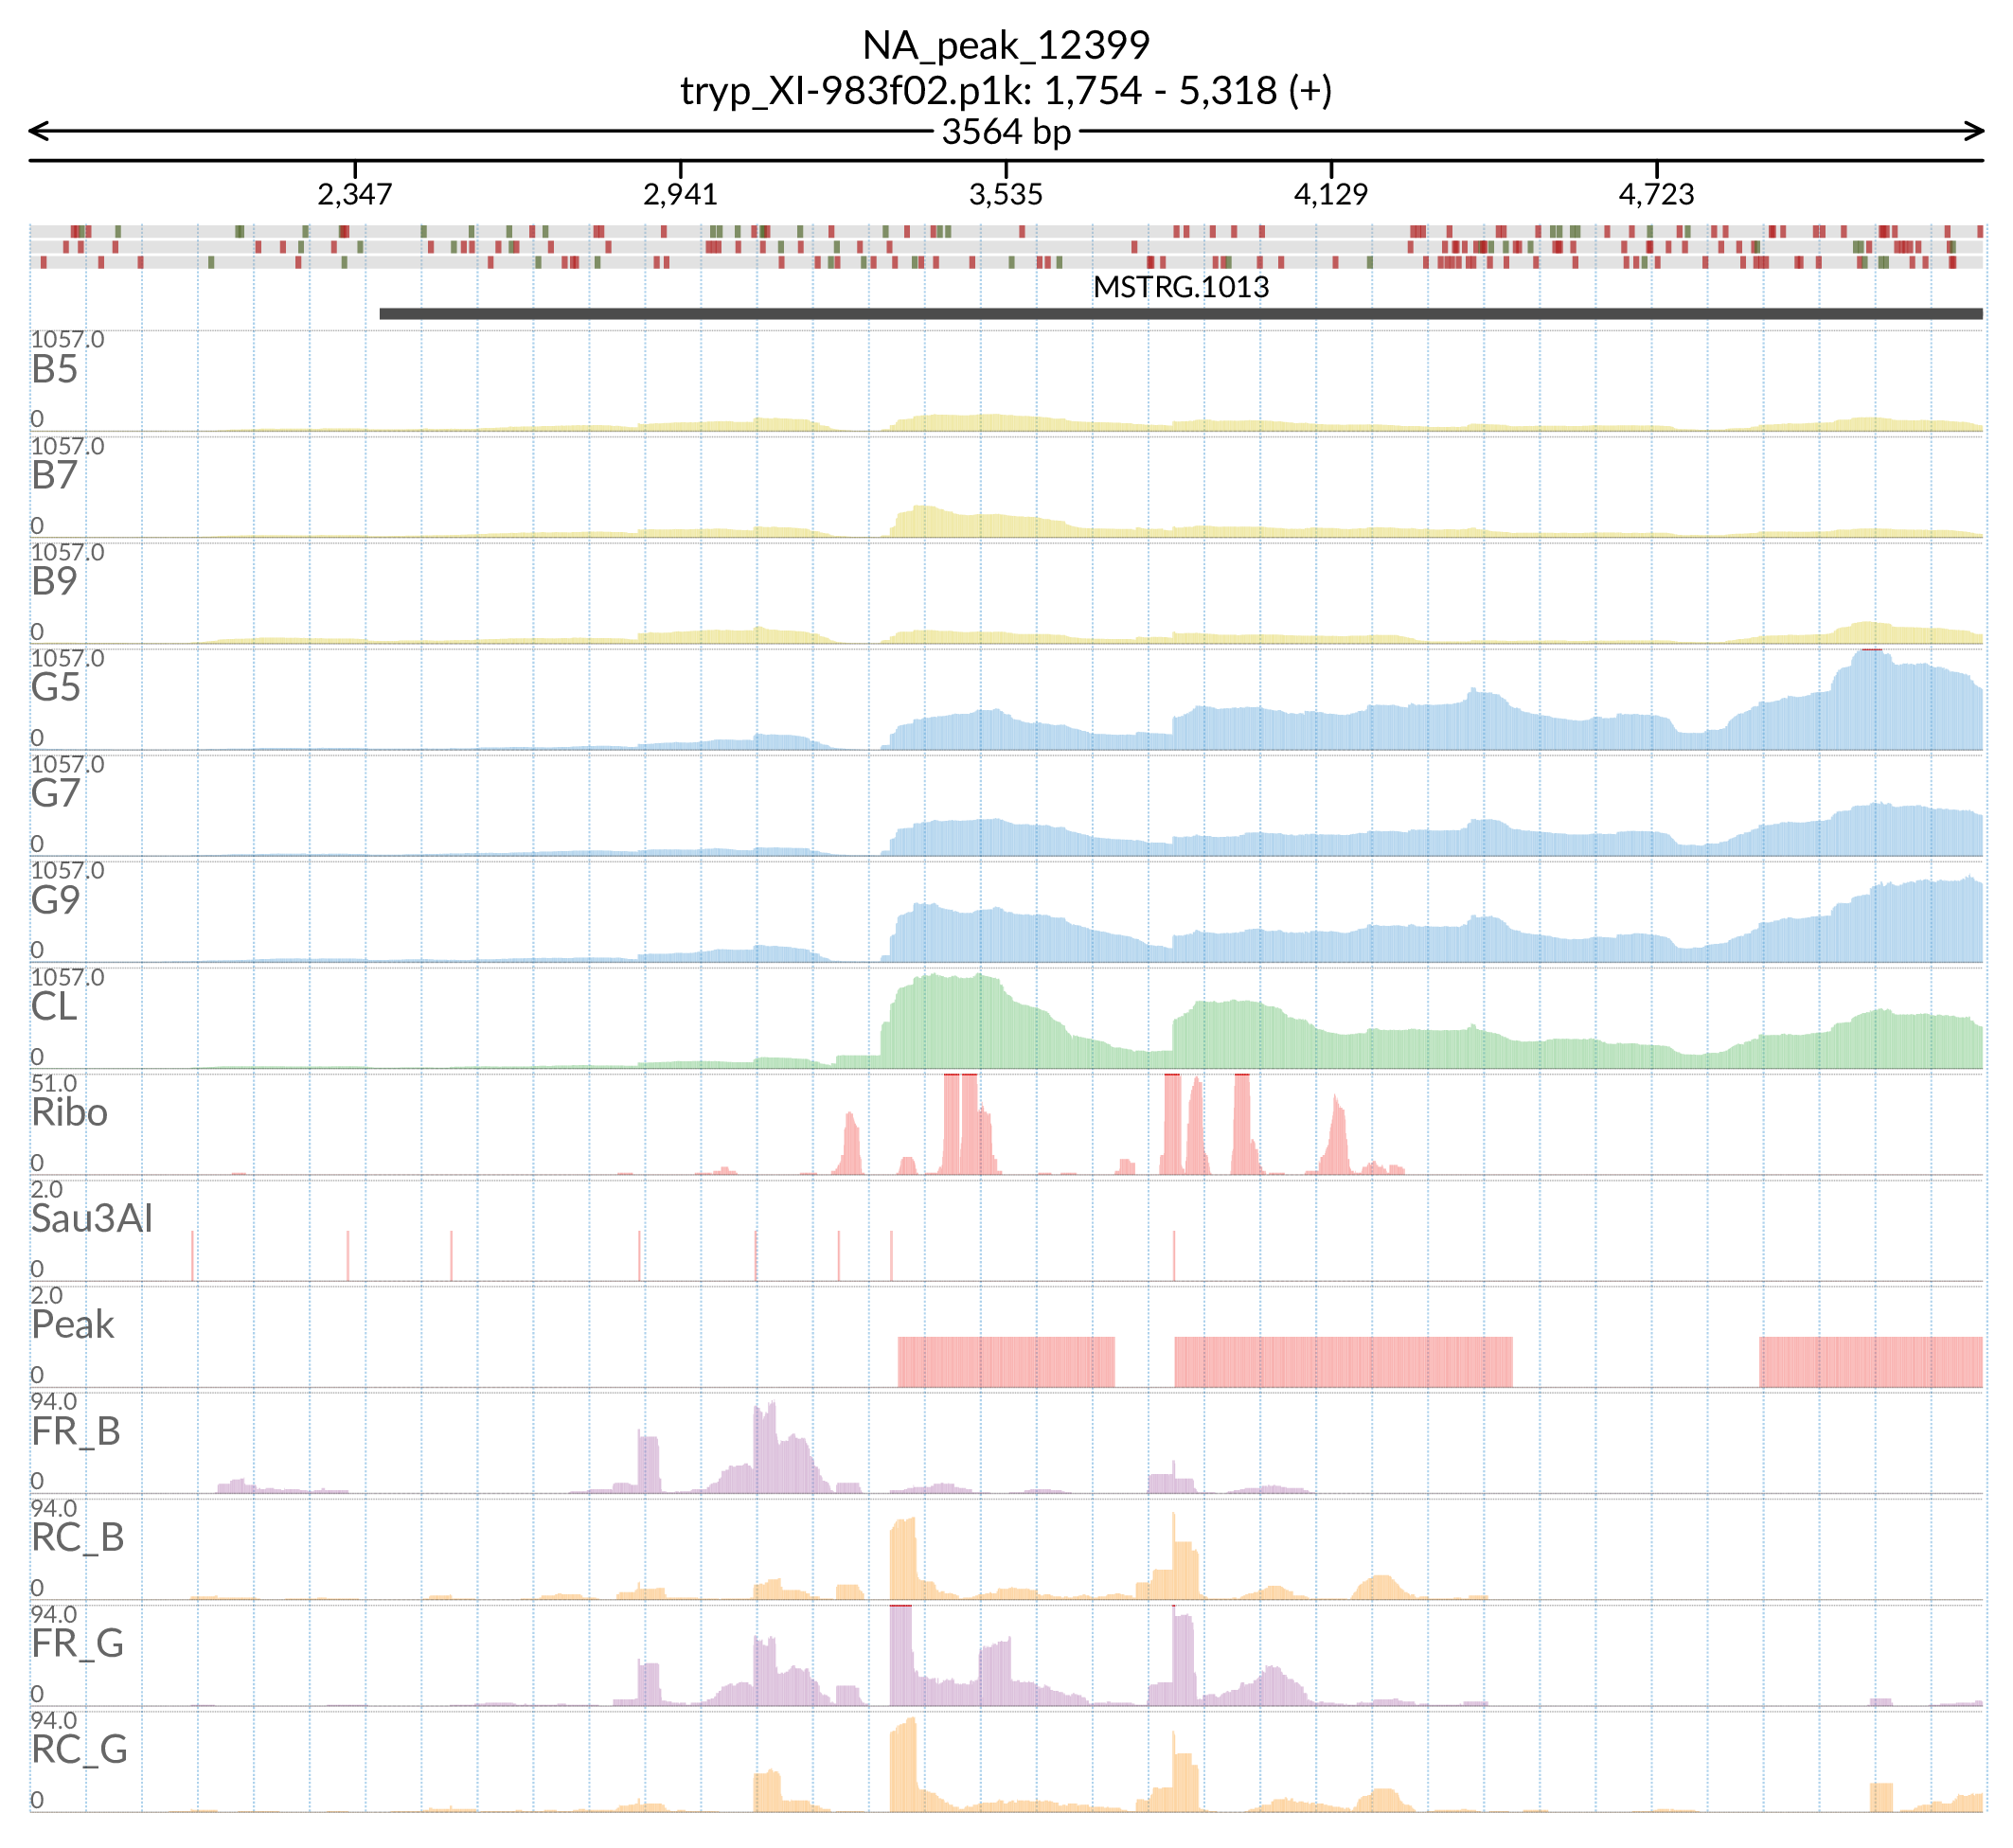 NA_peak_12399
tryp_XI-983f02.p1k: 1,754 - 5,318 (+)
3564 bp
2,347 2,941 3,535 4,129 4,723
MSTRG.1013
1057.0
B5
0
1057.0
B7
0
1057.0
B9
0
1057.0
G5
0
1057.0
G7
0
1057.0
G9
0
1057.0
CL
0
51.0
Ribo
0
2.0
Sau3AI
0
2.0
Peak
0
94.0
FR_B
0
94.0
RC_B
0
94.0
FR_G
0
94.0
RC_G
0